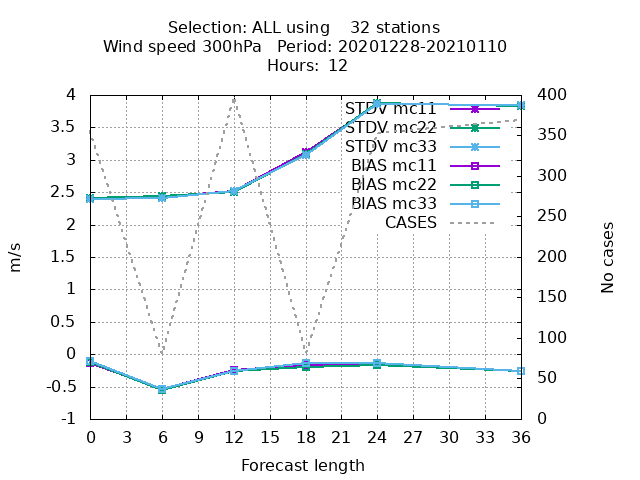 Selection: ALL using    32 stations
Wind speed 300hPa   Period: 20201228-20210110
Hours:  12
4 400
STDV mc11
3.5 350
STDV mc22
STDV mc33
3 300
BIAS mc11
BIAS mc22
2.5 250
BIAS mc33
CASES
2 200
1.5 150
1
0.5 100
0
-0.5 50
-1 0
m/s
No cases
0 3 6 9 12 15 18 21 24 27 30 33 36
Forecast length